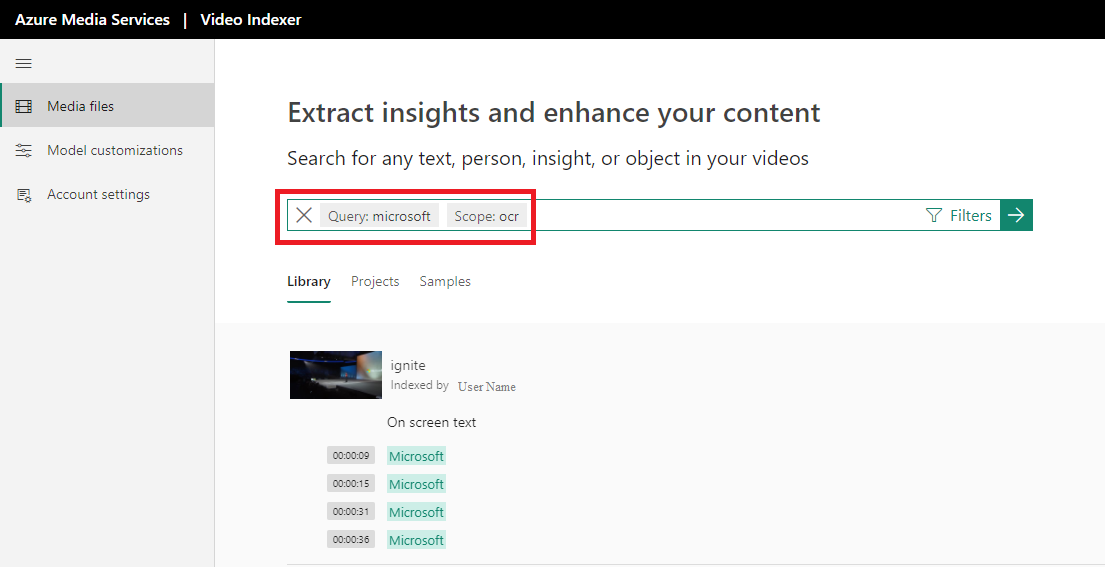 Azure Media Services | Video Indexer
Media files
Model customizations
Account settings
Extract insights and enhance your content
Search for any text, person, insight, or object in your videos
Query: microsoft Scope: ocr Filters
Library Projects Samples
ignite
Indexed by User Name
On screen text
00:00:09 Microsoft
00:00:15 Microsoft
00:00:31 Microsoft
00:00:36 Microsoft